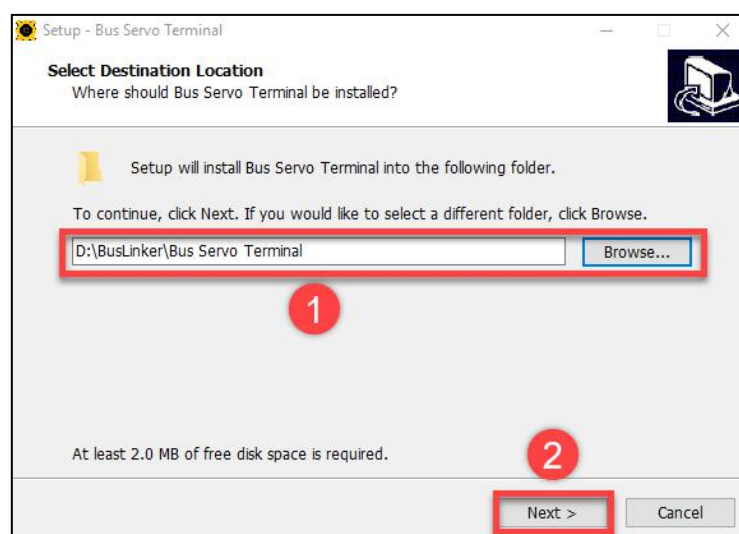 Setup - Bus Servo Terminal
Select Destination Location
Where should Bus Servo Terminal be installed?
Setup will install Bus Servo Terminal into the following folder.
To continue, click Next. If you would like to select a different folder, click Browse.
D:\BusLinker\Bus Servo Terminal Browse...
1
At least 2.0 MB of free disk space is required.
2
Next > Cancel